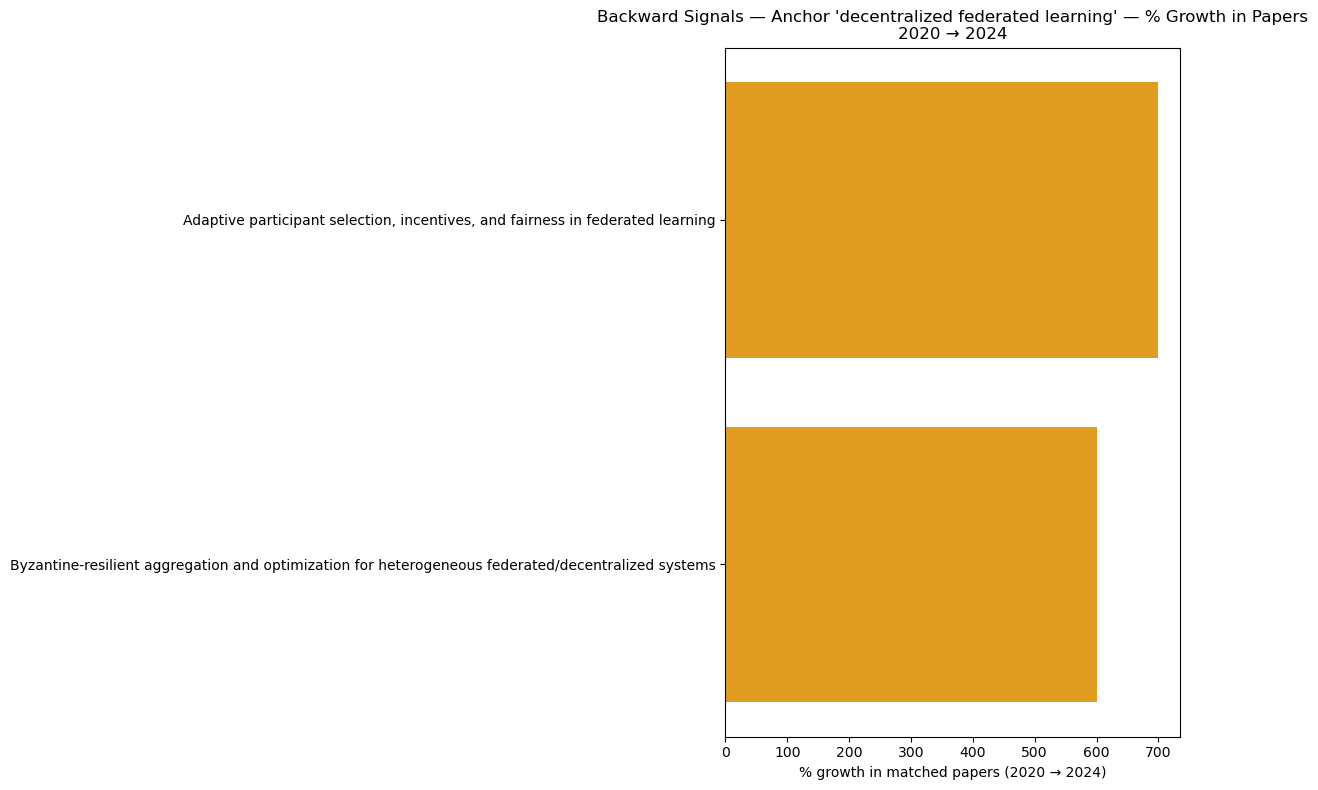 Backward Signals — Anchor 'decentralized federated learning' — % Growth in Papers
2020 → 2024
Adaptive participant selection, incentives, and fairness in federated learning
Byzantine-resilient aggregation and optimization for heterogeneous federated/decentralized systems
0 100 200 300 400 500 600 700
% growth in matched papers (2020 → 2024)